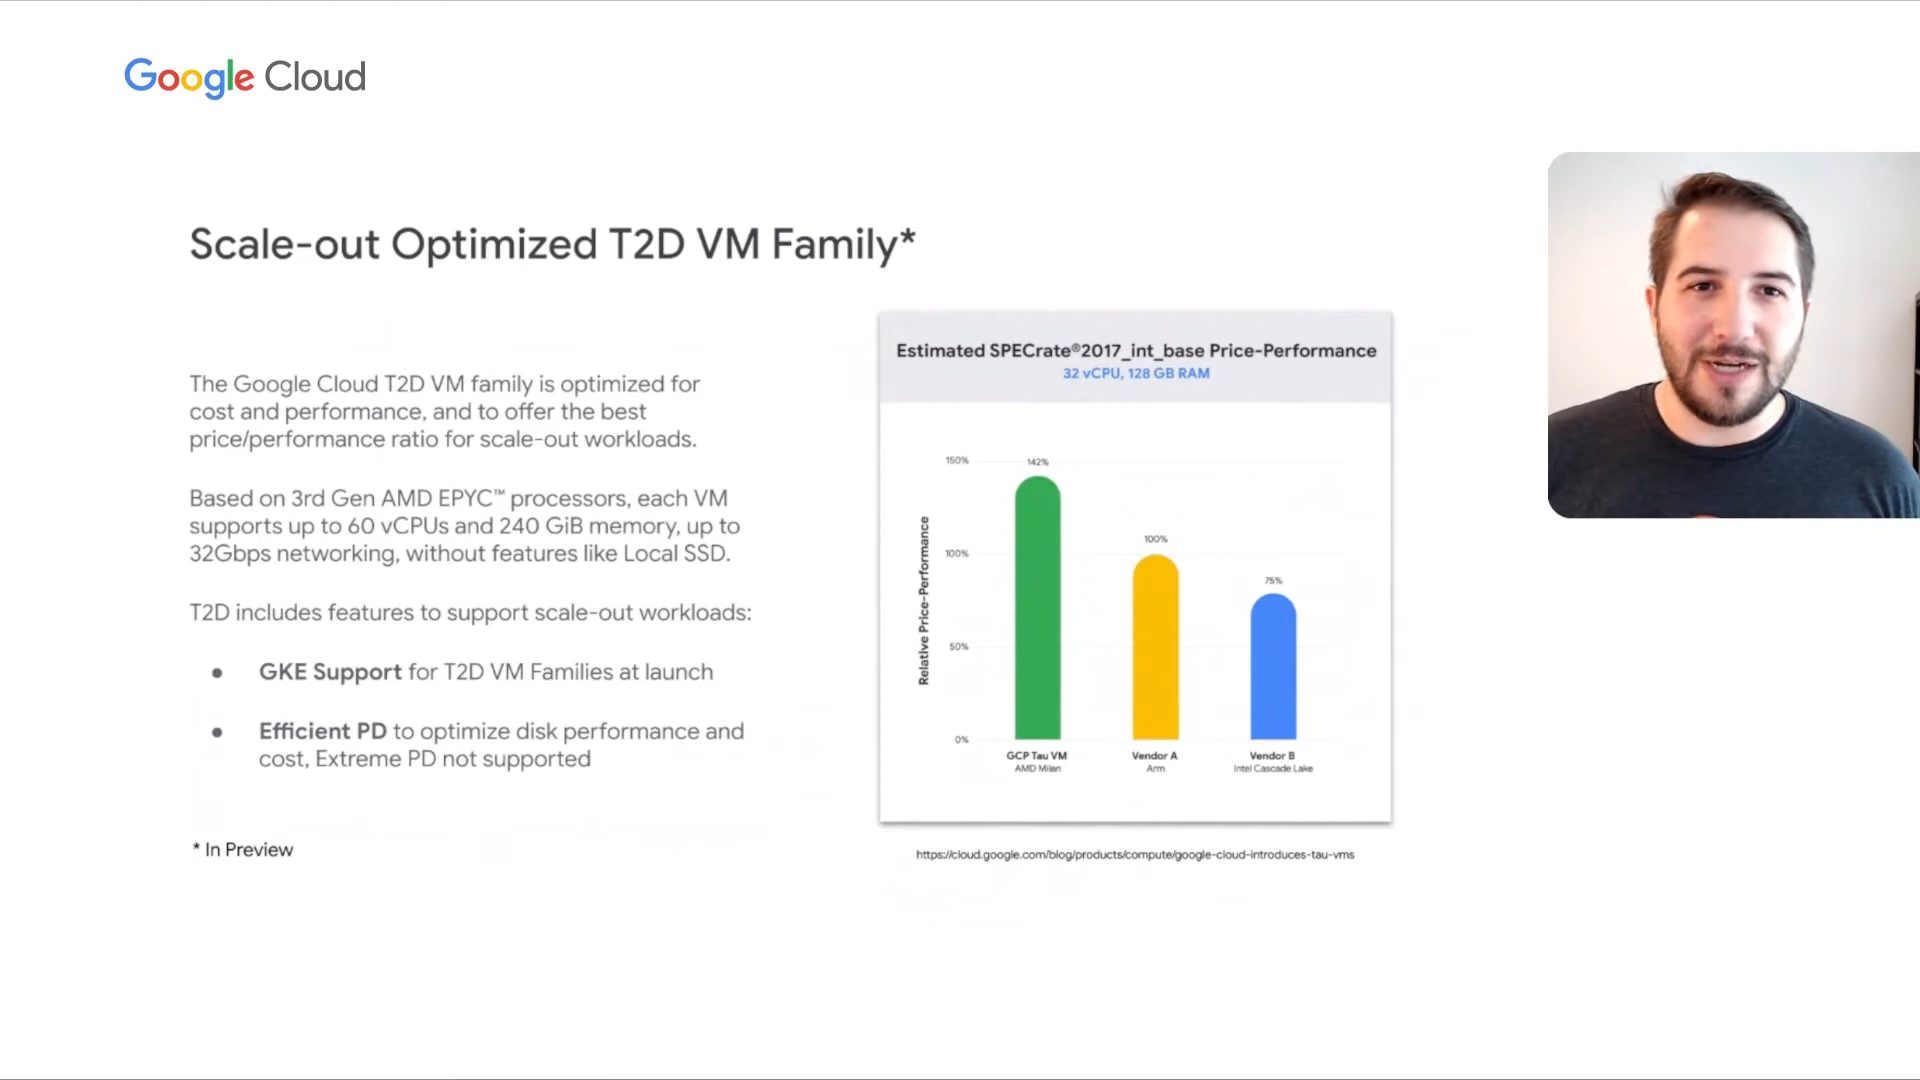 Google Cloud
Scale-out Optimized T2D VM Family*
The Google Cloud T2D VM family is optimized for
cost and performance, and to offer the best
price/performance ratio for scale-out workloads.
Based on 3rd Gen AMD EPYC™ processors, each VM
supports up to 60 vCPUs and 240 GiB memory, up to
32Gbps networking, without features like Local SSD.
T2D includes features to support scale-out workloads:
● GKE Support for T2D VM Families at launch
● Efficient PD to optimize disk performance and
cost, Extreme PD not supported
* In Preview
Estimated SPECrate®2017_int_base Price-Performance
32 vCPU, 128 GB RAM
Relative Price-Performance
150%
100%
50%
0%
142%
100%
75%
GCP Tau VM
AMD Milan
Vendor A
Arm
Vendor B
Intel Cascade Lake
https://cloud.google.com/blog/products/compute/google-cloud-introduces-tau-vms